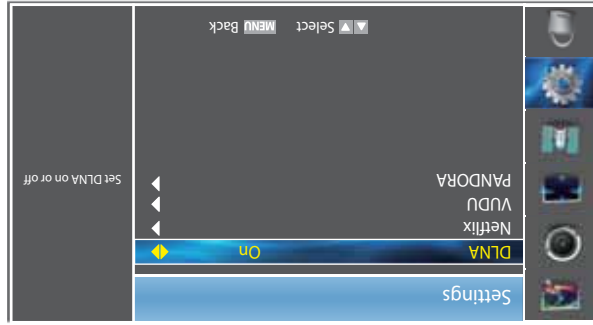 Settings
DLNA On
Netflix
VUDU
PANDORA
Set DLNA on or off
Select MENU Back